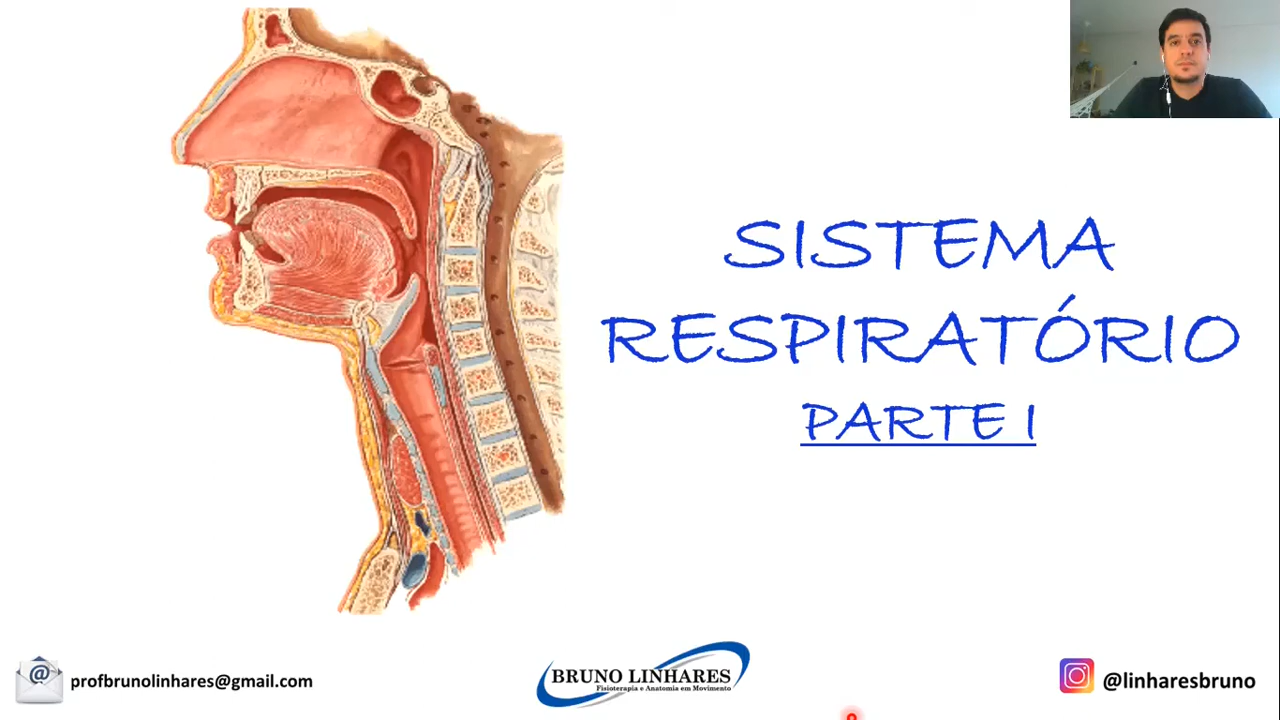 SISTEMA
RESPIRATÓRIO
PARTE I
@
profbrunolinhares@gmail.com
BRUNO LINHARES
Fisioterapia e Anatomia em Movimento
@linharesbruno